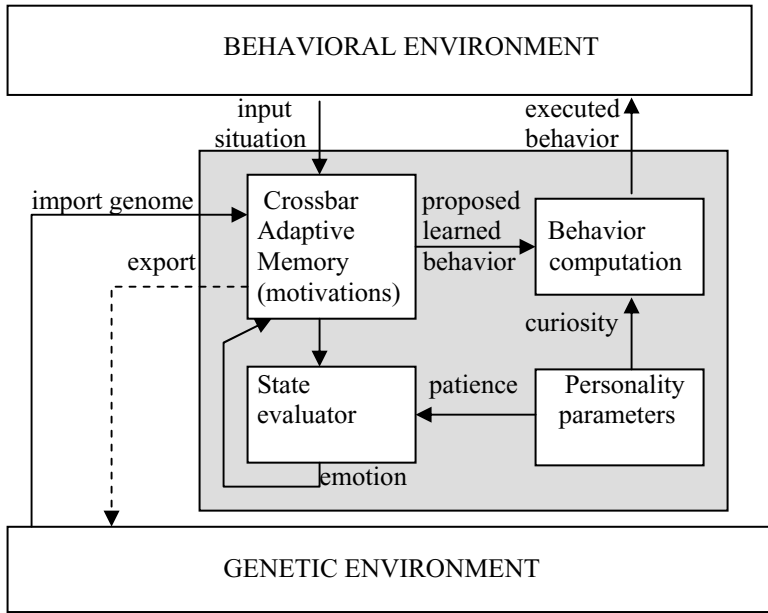 BEHAVIORAL ENVIRONMENT
input
situation
executed
behavior
import genome
Crossbar
Adaptive
Memory
(motivations)
proposed
learned
behavior
Behavior
computation
export
curiosity
State
evaluator
patience
Personality
parameters
emotion
GENETIC ENVIRONMENT